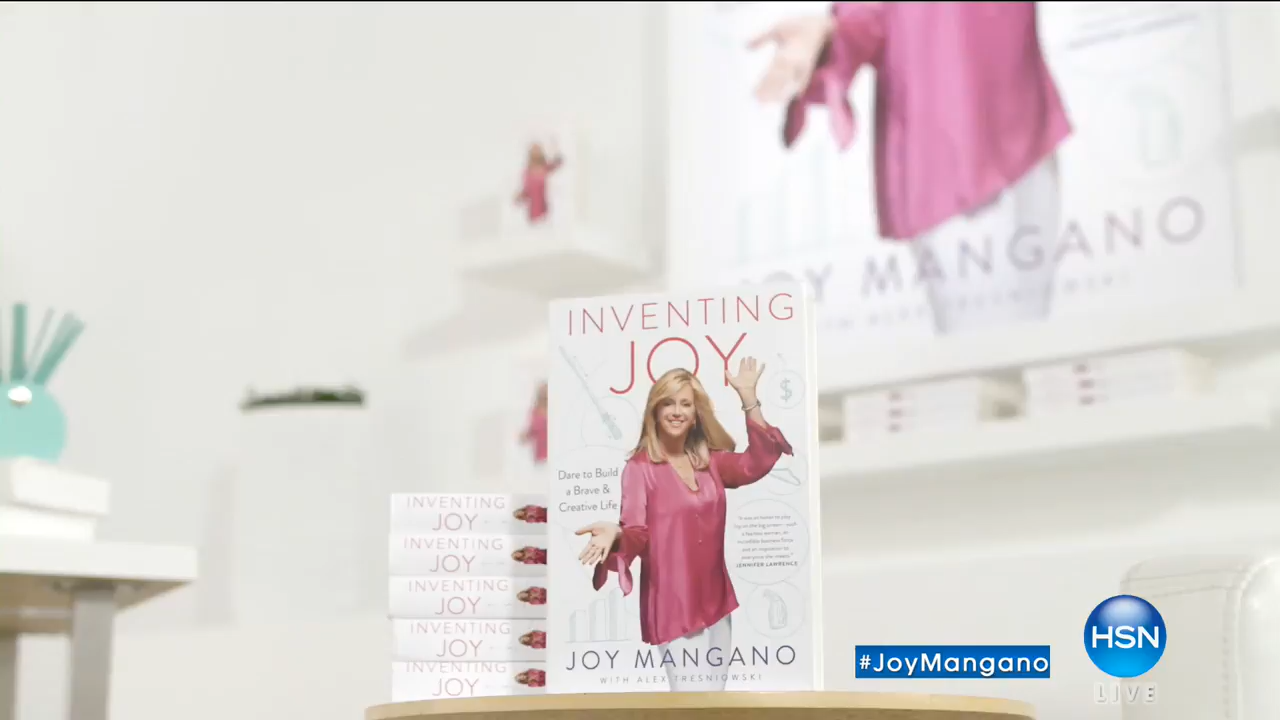 JOY MANGANO
INVENTING
JOY
Dare to Build
a Brave &
Creative Life
$
JENNIFER LAWRENCE
JOY MANGANO
WITH ALEX TRESNIOWSKI
INVENTING
JOY
INVENTING
JOY
INVENTING
JOY
INVENTING
JOY
INVENTING
JOY
#JoyMangano
HSN
LIVE